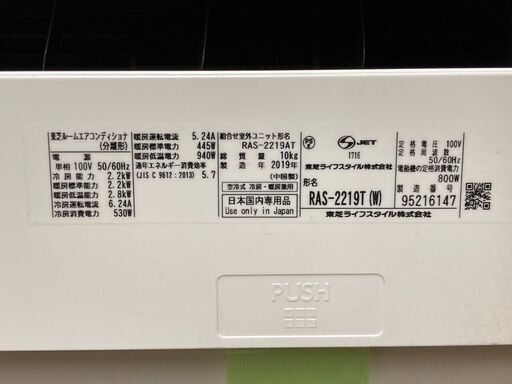 東芝ルームエアコンディショナ
(分離形)
電源
単相 100V 50/60Hz
冷房能力 2.2kW
暖房能力 2.2kW
暖房低温能力 2.8kW
冷房運転電流 6.24A
冷房消費電力 530W
暖房運転電流 5.24A
暖房標準電力 445W
暖房低温電力 940W
通年エネルギー消費効率
(JIS C 9612:2013) 5.7
組合せ室外ユニット形名
RAS-2219AT
総質量 10kg
製造年 2019年
(中国製)
空冷式 冷房・暖房兼用
日本国内専用品
Use only in Japan
JET
1716
東芝ライフスタイル株式会社
形名
RAS-2219T(W)
定格電圧 100V
定格周波数
50/60Hz
電動機の定格消費電力
800W
製造番号
95216147
東芝ライフスタイル株式会社
PUSH